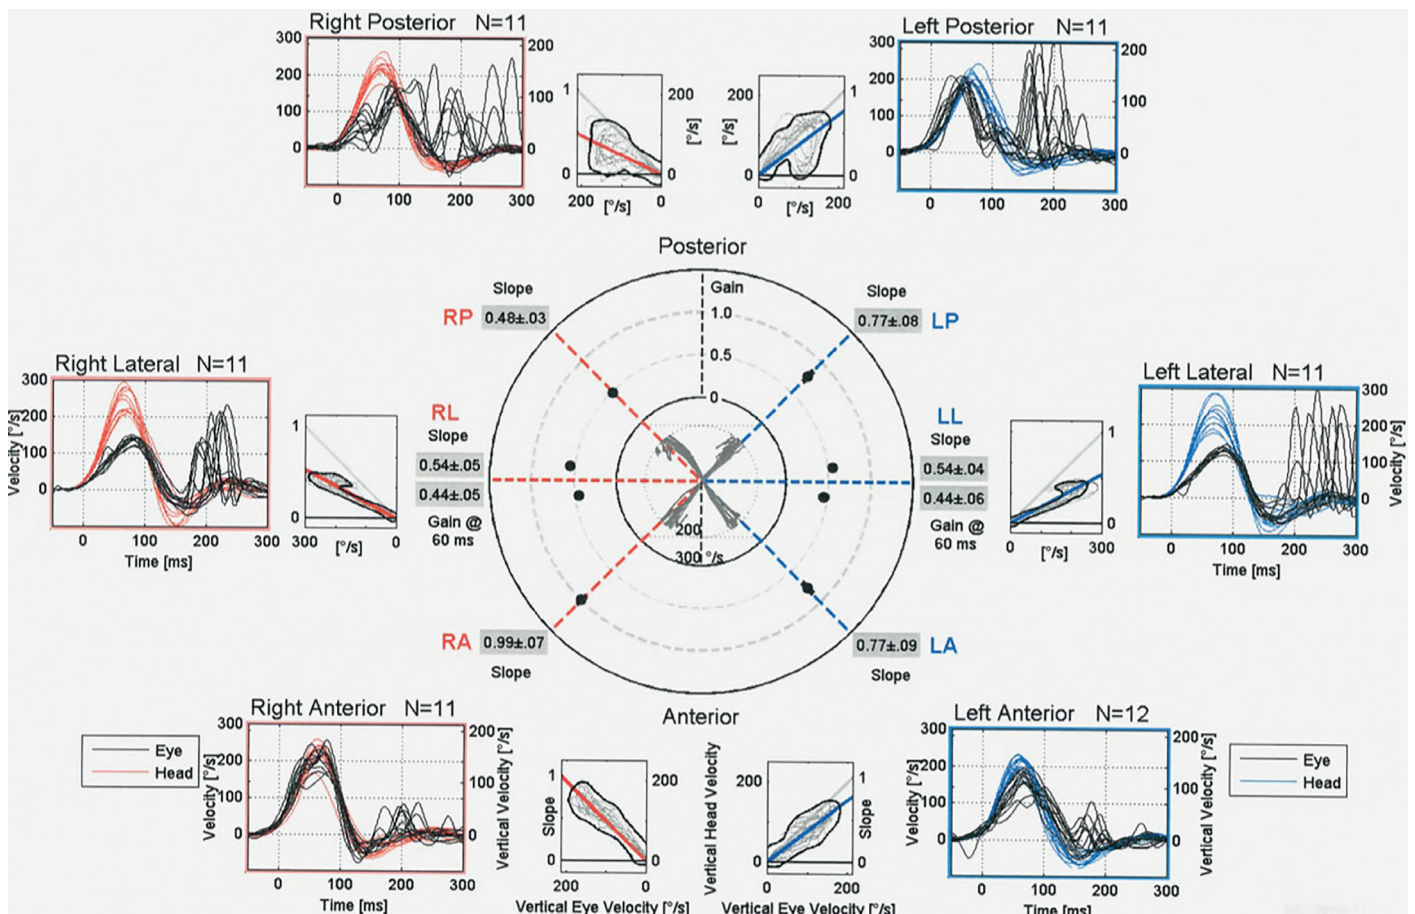 Right Posterior N=11
300
200
100
0
200
100
0
0 100 200 300
1
0
200
0
[°/s]
200 0
[°/s]
200
0
[°/s]
0 200
[°/s]
Left Posterior N=11
300
200
100
0
200
100
0
0 100 200 300
Posterior
Slope
RP 0.48±.03
Gain
1.0
0.5
0
Slope
0.77±.08 LP
Right Lateral N=11
300
200
100
0
Velocity [°/s]
0 100 200 300
Time [ms]
1
0
300 0
[°/s]
RL
Slope
0.54±.05
0.44±.05
Gain @
60 ms
200
300 °/s
LL
Slope
0.54±.04
0.44±.06
Gain @
60 ms
1
0
0 300
[°/s]
Left Lateral N=11
300
200
100
0
Velocity [°/s]
0 100 200 300
Time [ms]
RA 0.99±.07
Slope
0.77±.09 LA
Slope
Anterior
Eye
Head
Right Anterior N=11
300
200
100
0
Velocity [°/s]
200
100
0
Vertical Velocity [°/s]
0 100 200 300
Time [ms]
1
Slope
0
200
0
200 0
Vertical Eye Velocity [°/s]
Vertical Head Velocity
200
0
1
Slope
0
0 200
Vertical Eye Velocity [°/s]
Left Anterior N=12
300
200
100
0
Velocity [°/s]
200
100
0
Vertical Velocity [°/s]
0 100 200 300
Time [ms]
Eye
Head